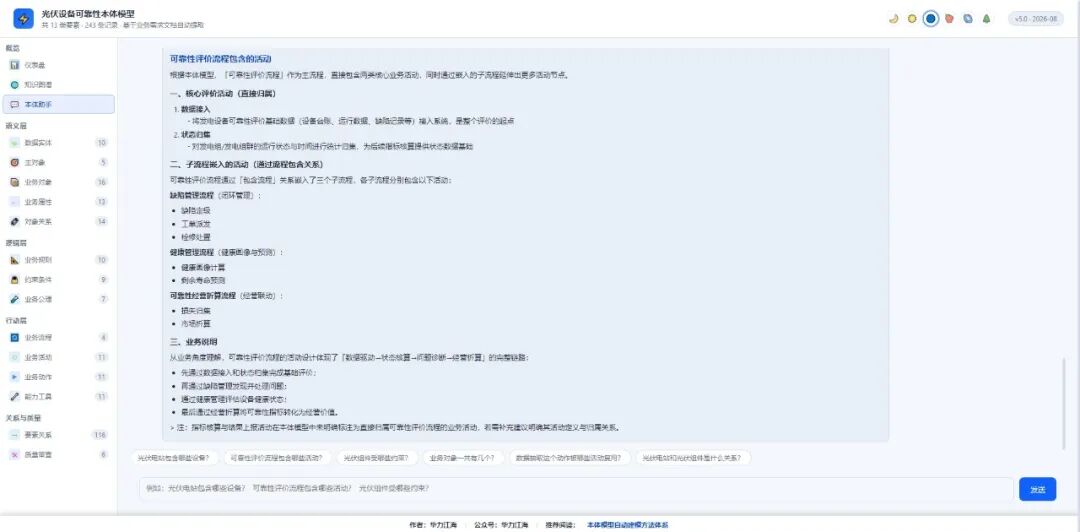 光伏设备可靠性本体模型
共 13 类要素 · 243 条记录 · 基于业务需求文档自动提取
v5.0 · 2026-08
概览
仪表盘
知识图谱
本体助手
语义层
数据实体 10
主对象 5
业务对象 16
业务属性 13
对象关系 14
逻辑层
业务规则 10
约束条件 9
业务公理 7
行动层
业务流程 4
业务活动 11
业务动作 11
能力工具 11
关系与质量
要素关系 116
质量审查 6
可靠性评价流程包含的活动
根据本体模型,「可靠性评价流程」作为主流程,直接包含两类核心业务活动,同时通过嵌入的子流程延伸出更多活动节点。
一、核心评价活动(直接归属)
1. 数据接入
- 将发电设备可靠性评价基础数据(设备台账、运行数据、缺陷记录等)输入系统,是整个评价的起点
2. 状态归集
- 对发电组/发电组群的运行状态与时间进行统计归集,为后续指标核算提供状态数据基础
二、子流程嵌入的活动(通过流程包含关系)
可靠性评价流程通过「包含流程」关系嵌入了三个子流程,各子流程分别包含以下活动:
缺陷管理流程(闭环管理):
• 缺陷定级
• 工单派发
• 检修处置
健康管理流程(健康画像与预测):
• 健康画像计算
• 剩余寿命预测
可靠性经营折算流程(经营联动):
• 损失归集
• 市场折算
三、业务说明
从业务角度理解,可靠性评价流程的活动设计体现了「数据驱动→状态核算→问题诊断→经营折算」的完整链路:
• 先通过数据接入和状态归集完成基础评价;
• 再通过缺陷管理发现并处理问题;
• 通过健康管理评估设备健康状态;
• 最后通过经营折算将可靠性指标转化为经营价值。
> 注:指标核算与结果上报活动在本体模型中未明确标注为直接归属可靠性评价流程的业务活动,若需补充建议明确其活动定义与归属关系。
光伏电站包含哪些设备?
可靠性评价流程包含哪些活动?
光伏组件受哪些约束?
业务对象一共有几个?
数据抽取这个动作被哪些活动复用?
光伏电站和光伏组件是什么关系?
例如:光伏电站包含哪些设备? 可靠性评价流程包含哪些活动? 光伏组件受哪些约束?
发送
作者:华力江海 | 公众号:华力江海 | 推荐阅读: 本体模型自动建模方法体系